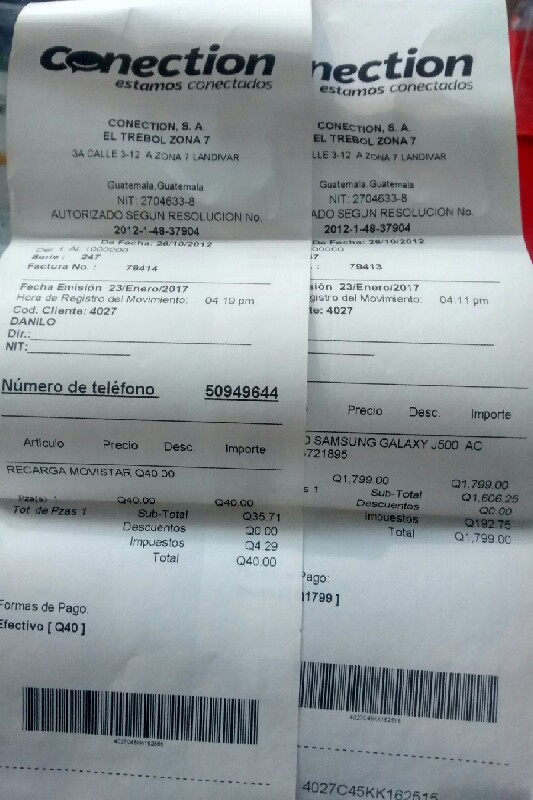 Conection
estamos conectados
CONECTION, S. A.
EL TREBOL ZONA 7
3A CALLE 3-12 A ZONA 7 LANDIVAR
Guatemala, Guatemala
NIT: 2704633-8
AUTORIZADO SEGUN RESOLUCION No.
2012-1-48-37904
De Fecha: 26/10/2012
Del 1 AL 1000000
Serie : 247
Factura No. : 79414
Fecha Emisión 23/Enero/2017
Hora de Registro del Movimiento: 04:19 pm
Cod. Cliente: 4027
DANILO
Dir.:
NIT:
Número de teléfono 50949644
Articulo Precio Desc. Importe
RECARGA MOVISTAR Q40.00
Pza(s) 1 Q40.00 Q40.00
Tot de Pzas 1 Sub-Total Q35.71
Descuentos Q0.00
Impuestos Q4.29
Total Q40.00
Formas de Pago:
Efectivo [ Q40 ]
4027C45KK162515
nection
estamos conectados
CONECTION, S. A.
EL TREBOL ZONA 7
LLE 3-12 A ZONA 7 LANDIVAR
Guatemala, Guatemala
NIT: 2704633-8
ADO SEGUN RESOLUCION No.
2012-1-48-37904
De Fecha: 26/10/2012
47
: 79413
sión 23/Enero/2017
gistro del Movimiento: 04:11 pm
te: 4027
Precio Desc. Importe
O SAMSUNG GALAXY J500 AC
4721895
Q1,799.00 Q1,799.00
s 1 Sub-Total Q1,606.25
Descuentos Q0.00
Impuestos Q192.75
Total Q1,799.00
Pago:
1799 ]
4027C45KK162515
4027C45KK162515